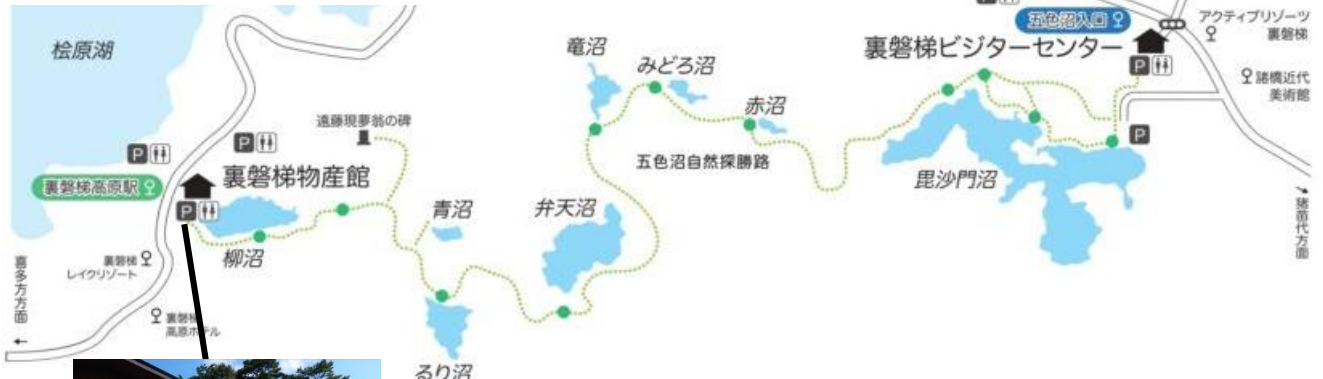 桧原湖
遠藤現夢翁の碑
P
P
裏磐梯高原駅
裏磐梯物産館
P
柳沼
裏磐梯
レイクリゾート
喜多方方面
←
裏磐梯
高原ホテル
青沼
るり沼
弁天沼
竜沼
みどろ沼
赤沼
五色沼自然探勝路
毘沙門沼
裏磐梯ビジターセンター
五色沼入口
P
P
アクティブリゾーツ
裏磐梯
諸橋近代
美術館
→
猪苗代方面